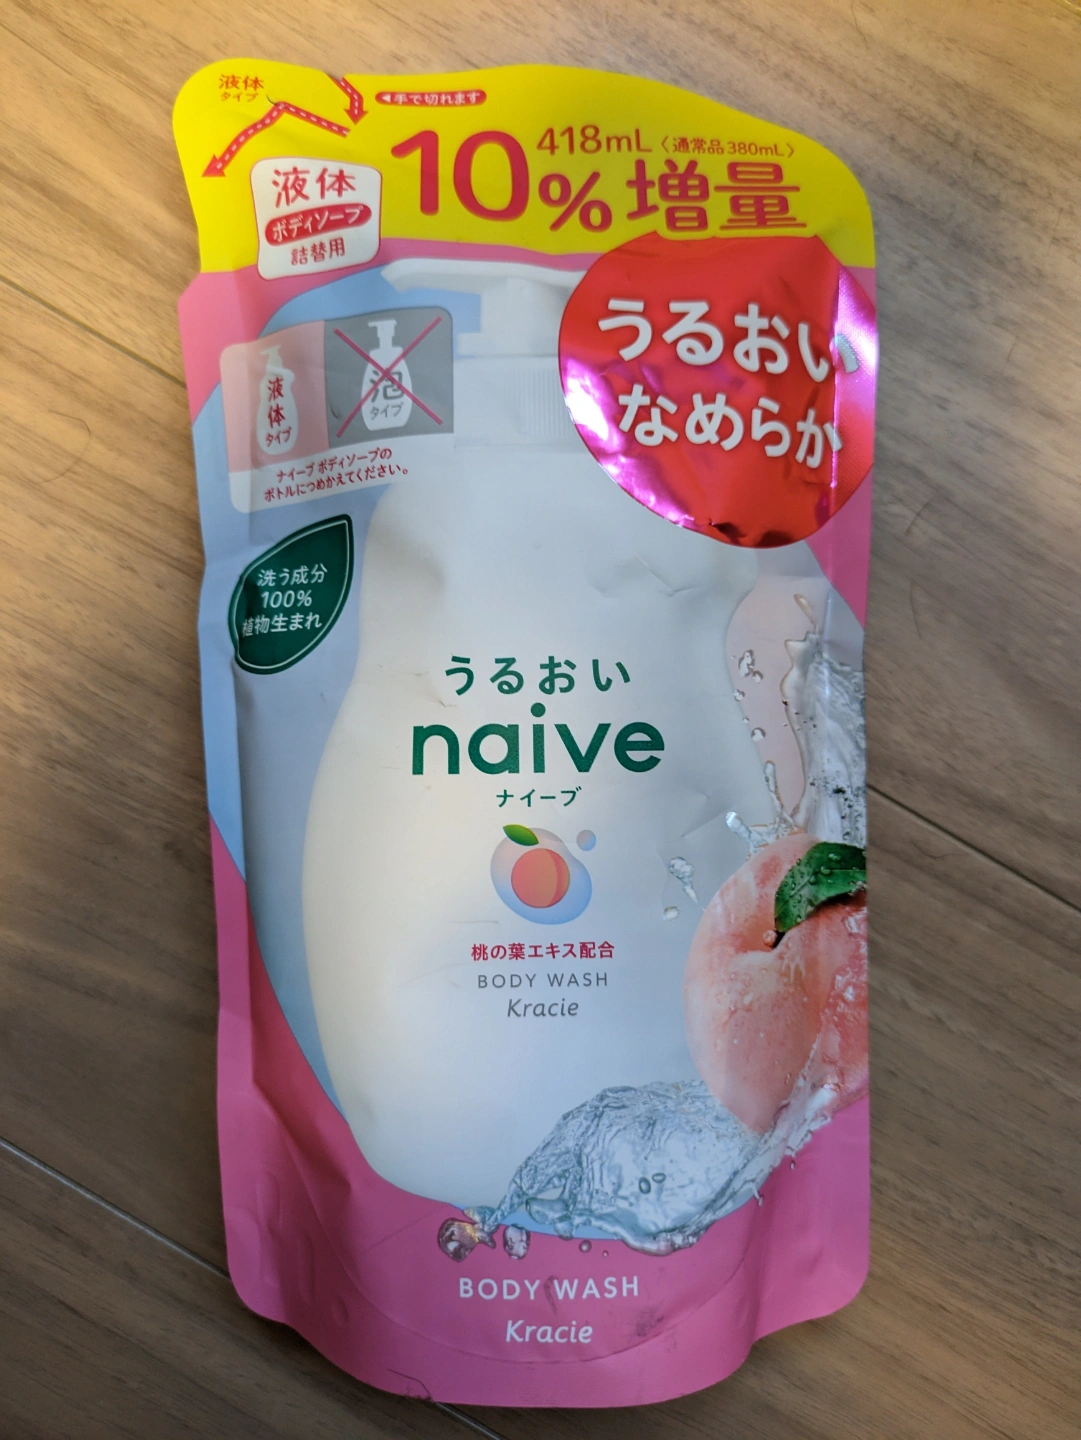 液体
タイプ
◀手で切れます
418mL〈通常品380mL〉
10%増量
液体
ボディソープ
詰替用
うるおい
なめらか
液体
タイプ
泡
タイプ
ナイーブ ボディソープの
ボトルにつめかえてください。
洗う成分
100%
植物生まれ
うるおい
naive
ナイーブ
桃の葉エキス配合
BODY WASH
Kracie
BODY WASH
Kracie